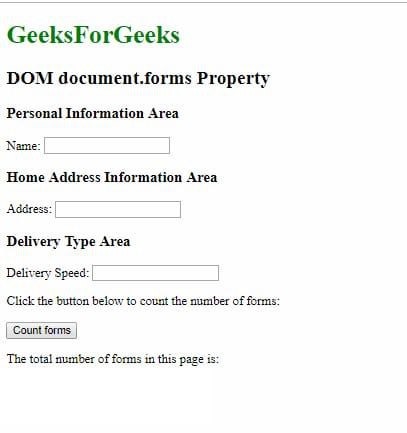 GeeksForGeeks
DOM document.forms Property
Personal Information Area
Name:
Home Address Information Area
Address:
Delivery Type Area
Delivery Speed:
Click the button below to count the number of forms:
Count forms
The total number of forms in this page is: